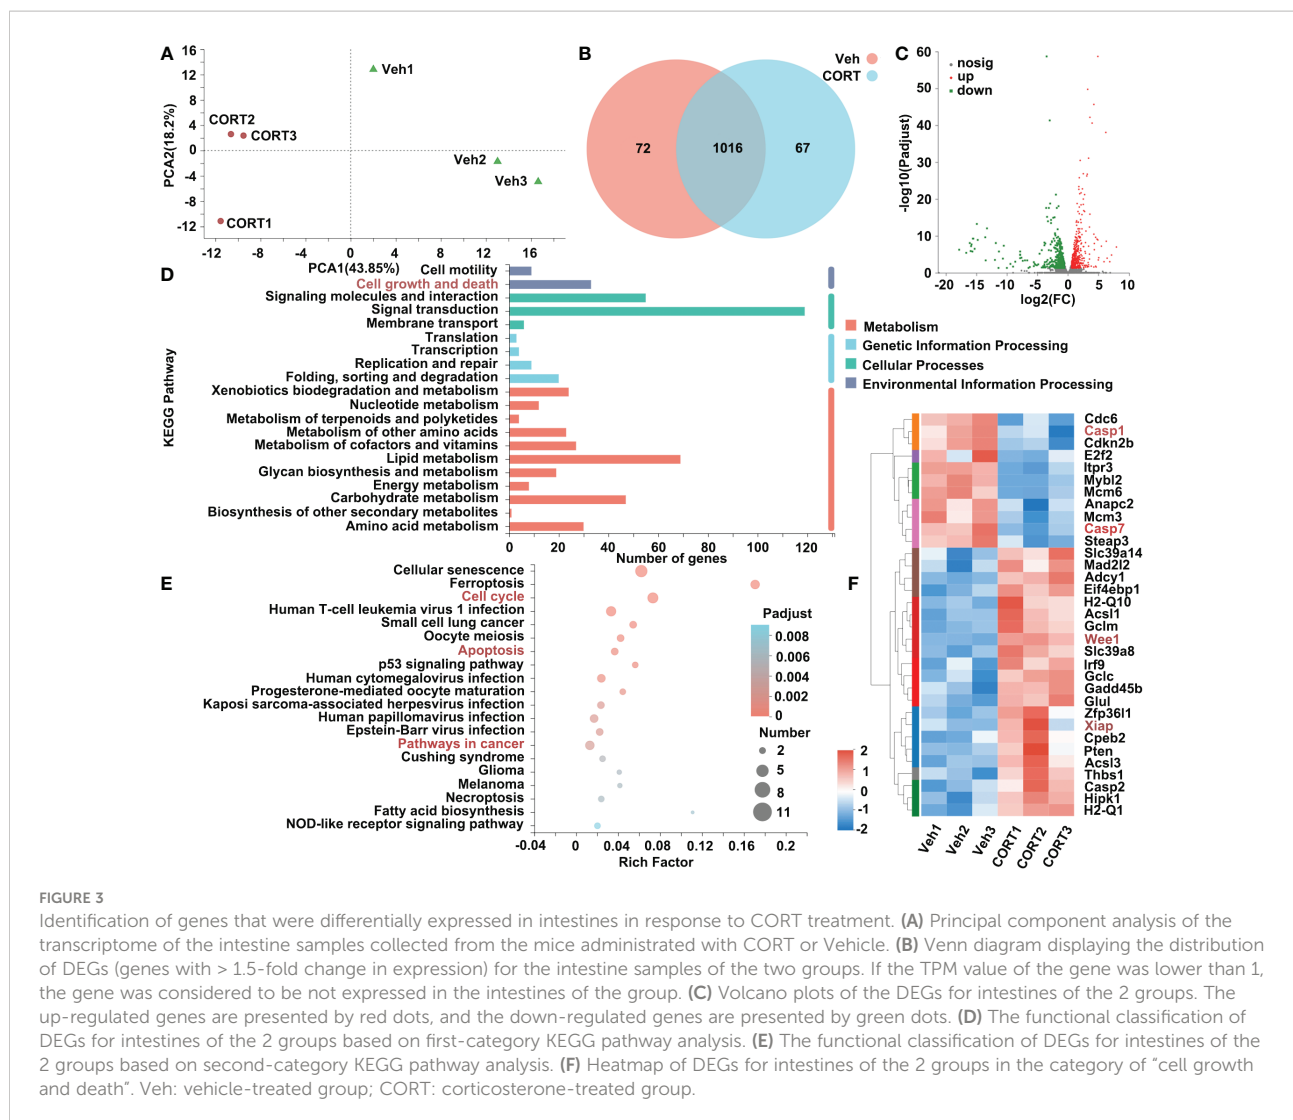 A
16
12
8
4
0
-4
-8
-12
PCA2(18.2%)
Veh1
CORT2
CORT3
Veh2
Veh3
CORT1
-12 -8 -4 0 4 8 12 16
PCA1(43.85%)
B
Veh
CORT
72 1016 67
C
60
50
40
30
20
10
0
-log10(Padjust)
nosig
up
down
-20 -15 -10 -5 0 5 10
log2(FC)
D
KEGG Pathway
Cell motility
Cell growth and death
Signaling molecules and interaction
Signal transduction
Membrane transport
Translation
Transcription
Replication and repair
Folding, sorting and degradation
Xenobiotics biodegradation and metabolism
Nucleotide metabolism
Metabolism of terpenoids and polyketides
Metabolism of other amino acids
Metabolism of cofactors and vitamins
Lipid metabolism
Glycan biosynthesis and metabolism
Energy metabolism
Carbohydrate metabolism
Biosynthesis of other secondary metabolites
Amino acid metabolism
0 20 40 60 80 100 120
Number of genes
Metabolism
Genetic Information Processing
Cellular Processes
Environmental Information Processing
E
Cellular senescence
Ferroptosis
Cell cycle
Human T-cell leukemia virus 1 infection
Small cell lung cancer
Oocyte meiosis
Apoptosis
p53 signaling pathway
Human cytomegalovirus infection
Progesterone-mediated oocyte maturation
Kaposi sarcoma-associated herpesvirus infection
Human papillomavirus infection
Epstein-Barr virus infection
Pathways in cancer
Cushing syndrome
Glioma
Melanoma
Necroptosis
Fatty acid biosynthesis
NOD-like receptor signaling pathway
-0.04 0 0.04 0.08 0.12 0.16 0.2
Rich Factor
Padjust
0.008
0.006
0.004
0.002
0
Number
2
5
8
11
F
2
1
0
-1
-2
Cdc6
Casp1
Cdkn2b
E2f2
Itpr3
Mybl2
Mcm6
Anapc2
Mcm3
Casp7
Steap3
Slc39a14
Mad2l2
Adcy1
Eif4ebp1
H2-Q10
Acsl1
Gclm
Wee1
Slc39a8
Irf9
Gclc
Gadd45b
Glul
Zfp36l1
Xiap
Cpeb2
Pten
Acsl3
Thbs1
Casp2
Hipk1
H2-Q1
Veh1 Veh2 Veh3 CORT1 CORT2 CORT3
FIGURE 3
Identification of genes that were differentially expressed in intestines in response to CORT treatment. (A) Principal component analysis of the
transcriptome of the intestine samples collected from the mice administrated with CORT or Vehicle. (B) Venn diagram displaying the distribution
of DEGs (genes with > 1.5-fold change in expression) for the intestine samples of the two groups. If the TPM value of the gene was lower than 1,
the gene was considered to be not expressed in the intestines of the group. (C) Volcano plots of the DEGs for intestines of the 2 groups. The
up-regulated genes are presented by red dots, and the down-regulated genes are presented by green dots. (D) The functional classification of
DEGs for intestines of the 2 groups based on first-category KEGG pathway analysis. (E) The functional classification of DEGs for intestines of the
2 groups based on second-category KEGG pathway analysis. (F) Heatmap of DEGs for intestines of the 2 groups in the category of “cell growth
and death”. Veh: vehicle-treated group; CORT: corticosterone-treated group.